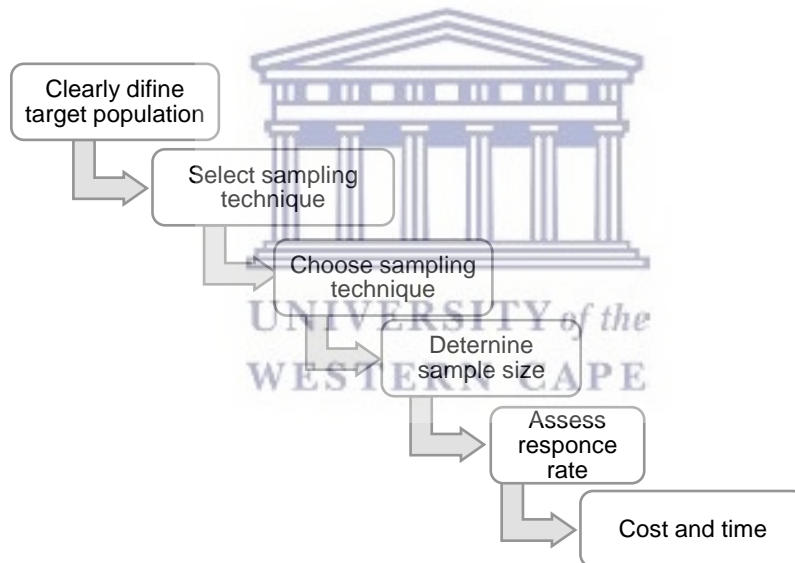 Clearly difine
target population
Select sampling
technique
Choose sampling
technique
UNIVERSITY of the
Deternine
sample size
WESTERN CAPE
Assess
responce
rate
Cost and time